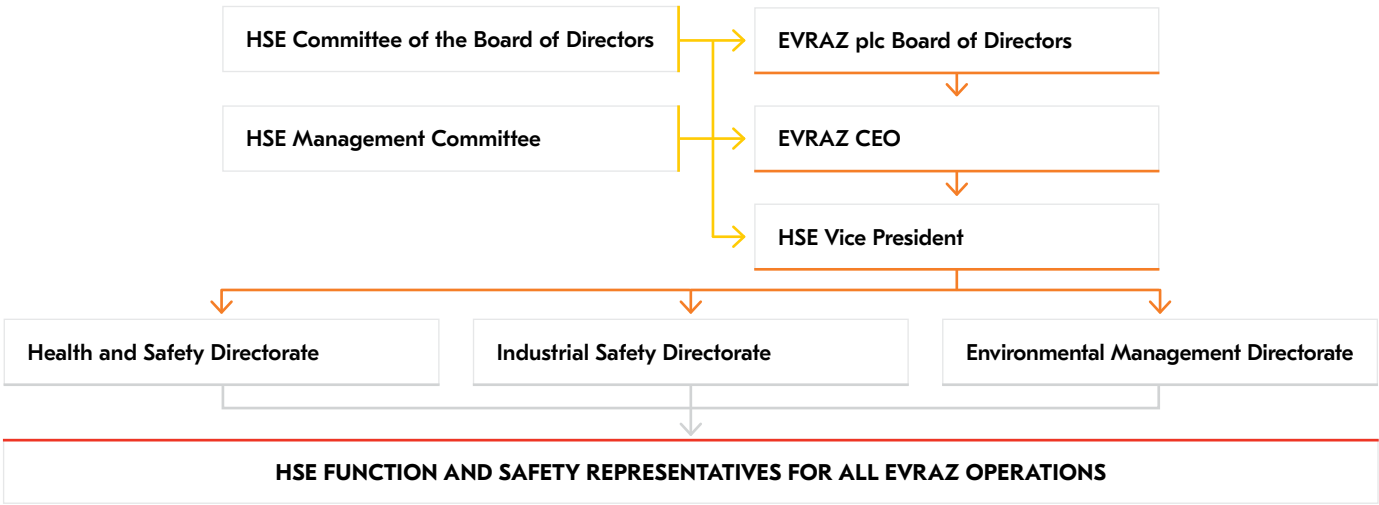 HSE Committee of the Board of Directors
EVRAZ plc Board of Directors
HSE Management Committee
EVRAZ CEO
HSE Vice President
Health and Safety Directorate
Industrial Safety Directorate
Environmental Management Directorate
HSE FUNCTION AND SAFETY REPRESENTATIVES FOR ALL EVRAZ OPERATIONS